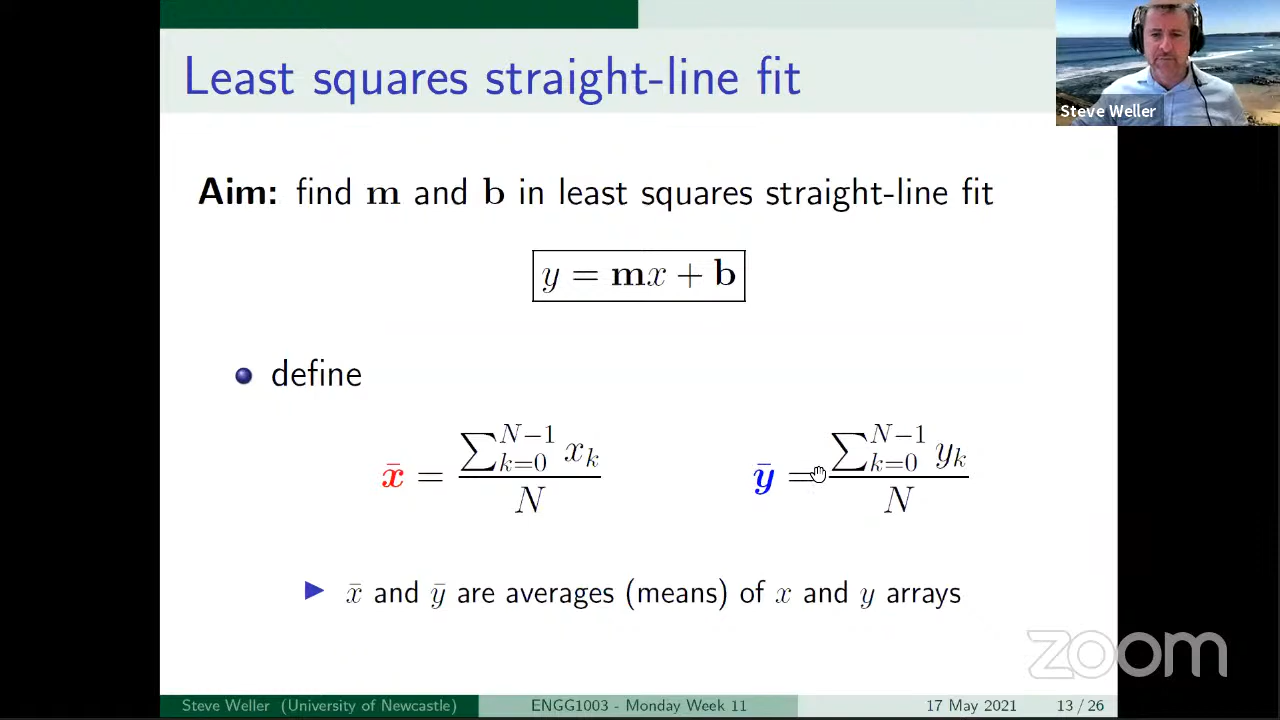 Least squares straight-line fit
Steve Weller
Aim: find m and b in least squares straight-line fit
y = mx + b
define
x̄ = ∑_{k=0}^{N−1} x_k / N
ȳ = ∑_{k=0}^{N−1} y_k / N
x̄ and ȳ are averages (means) of x and y arrays
zoom
Steve Weller (University of Newcastle) ENGG1003 - Monday Week 11 17 May 2021 13 / 26